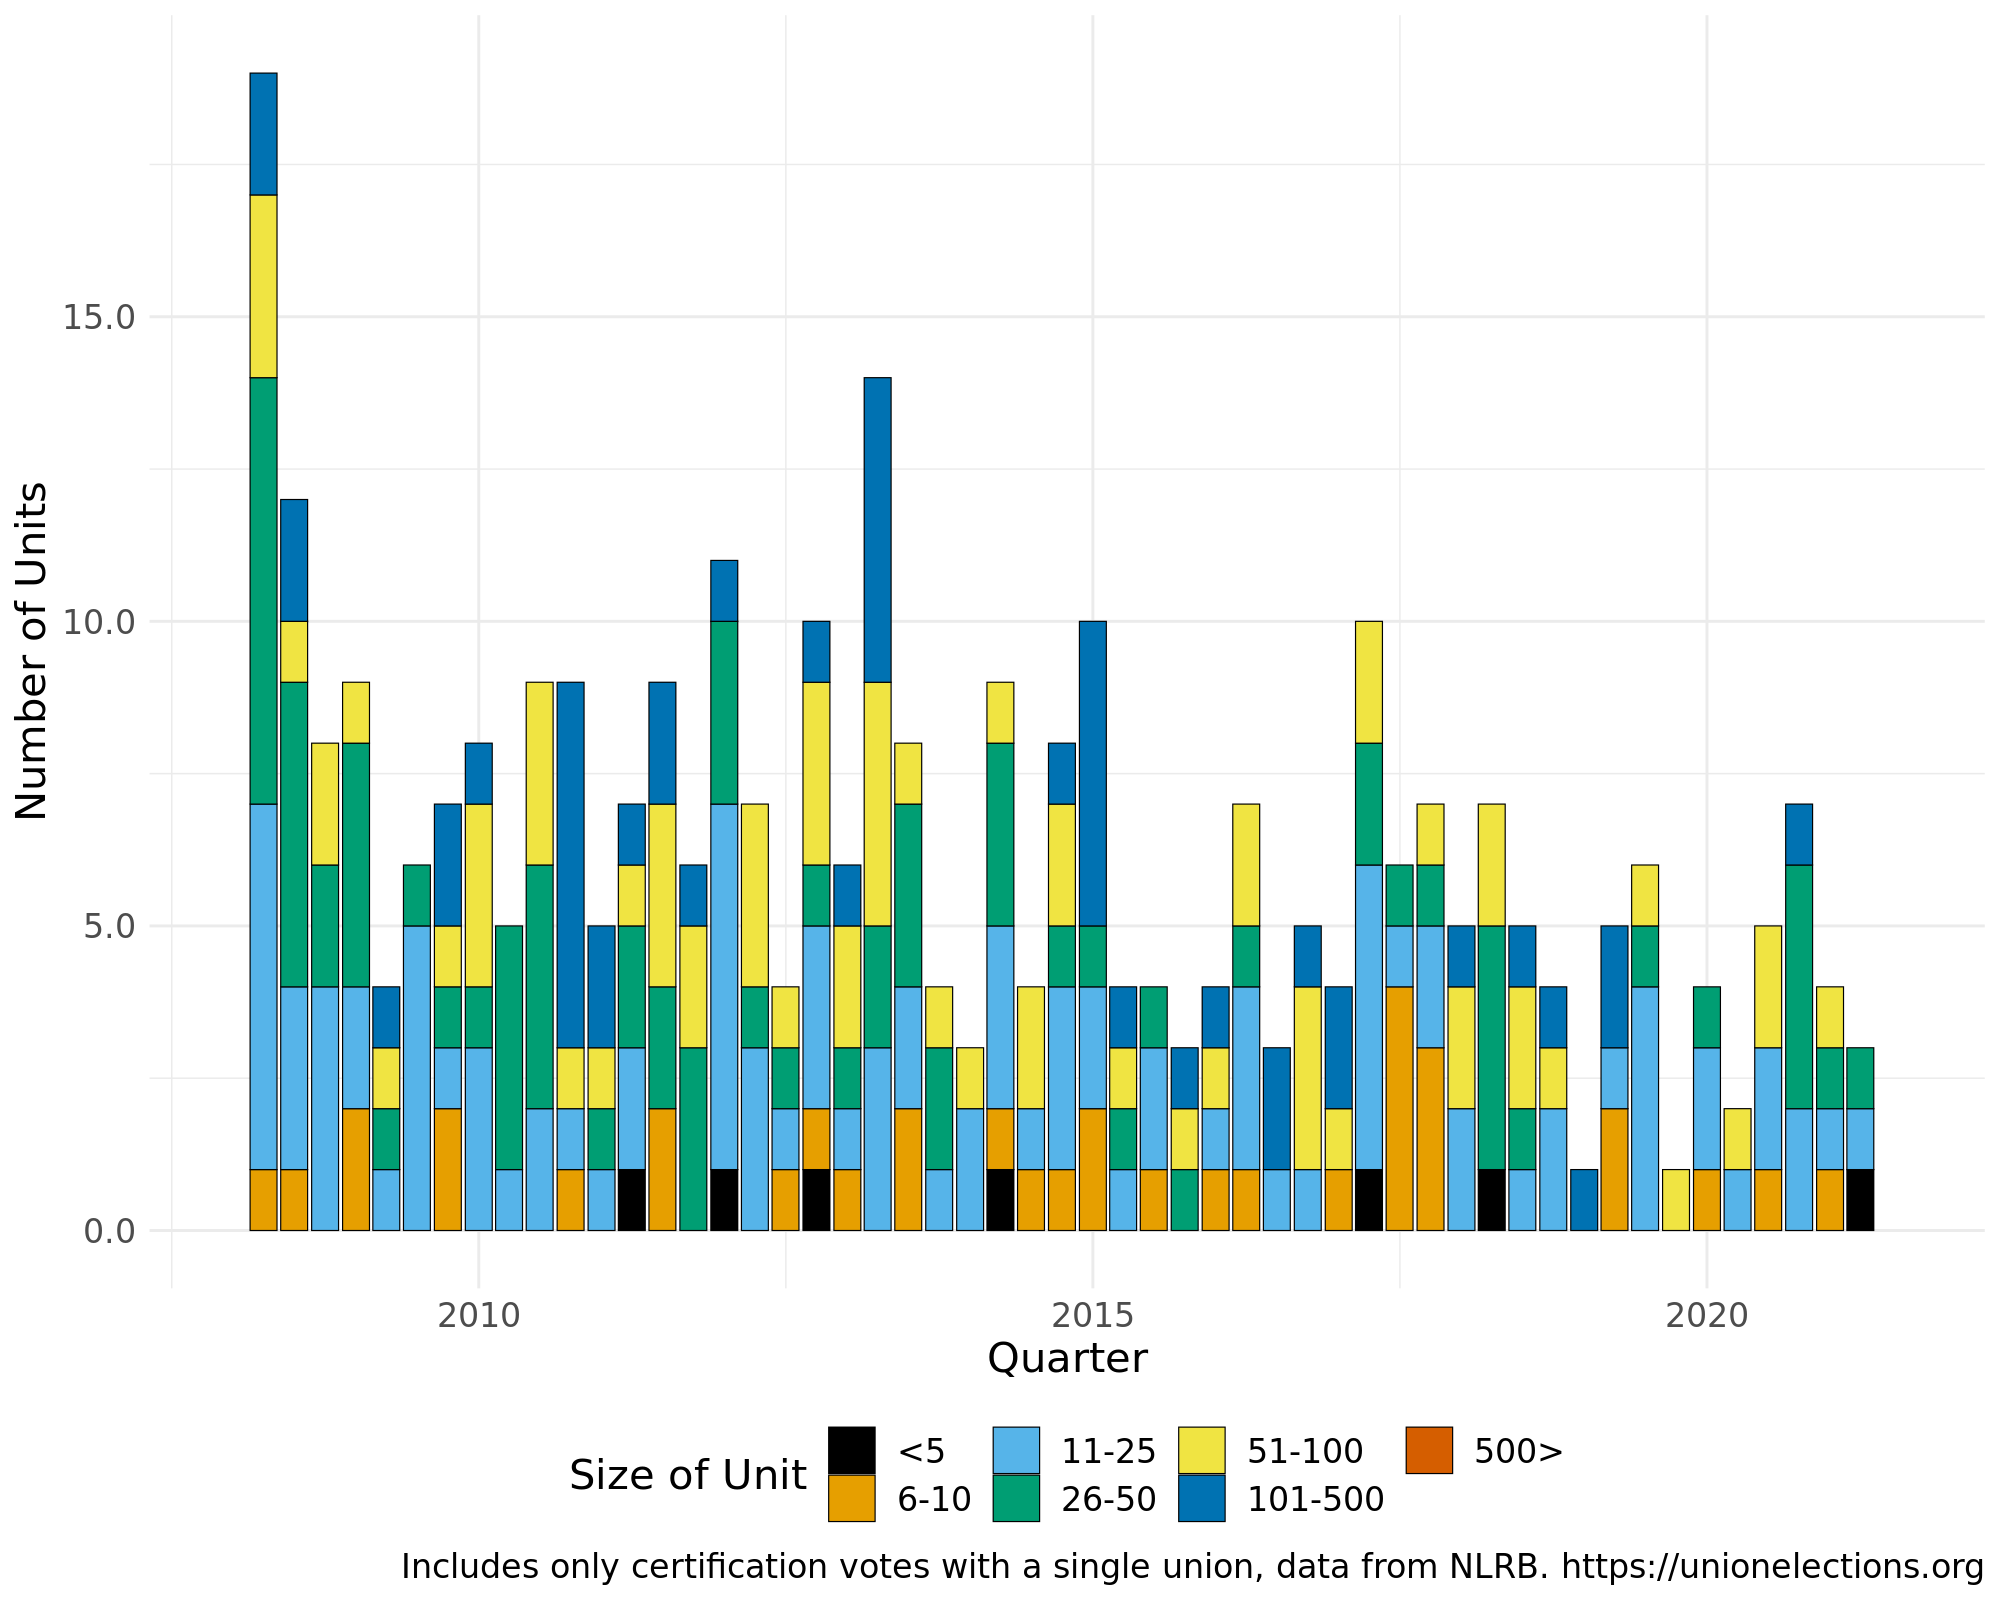 15.0
10.0
5.0
0.0
Number of Units
2010 2015 2020
Quarter
Size of Unit
<5 11-25 51-100 500>
6-10 26-50 101-500
Includes only certification votes with a single union, data from NLRB. https://unionelections.org